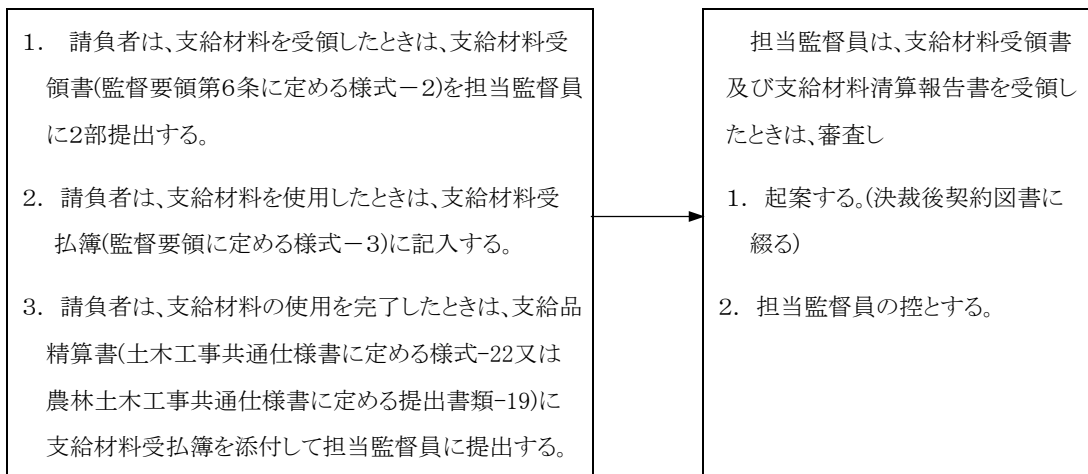 1. 請負者は、支給材料を受領したときは、支給材料受
領書(監督要領第6条に定める様式－2)を担当監督員
に2部提出する。
2. 請負者は、支給材料を使用したときは、支給材料受
払簿(監督要領に定める様式－3)に記入する。
3. 請負者は、支給材料の使用を完了したときは、支給品
精算書(土木工事共通仕様書に定める様式-22又は
農林土木工事共通仕様書に定める提出書類-19)に
支給材料受払簿を添付して担当監督員に提出する。
担当監督員は、支給材料受領書
及び支給材料清算報告書を受領し
たときは、審査し
1. 起案する。(決裁後契約図書に
綴る)
2. 担当監督員の控とする。